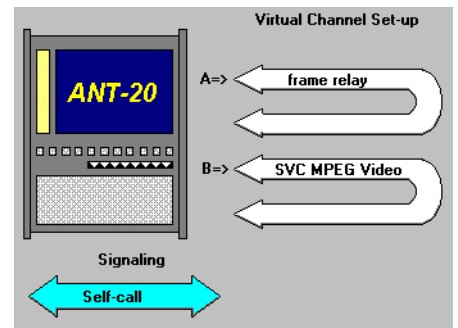 Virtual Channel Set-up
ANT-20
A=>
frame relay
B=>
SVC MPEG Video
Signaling
Self-call